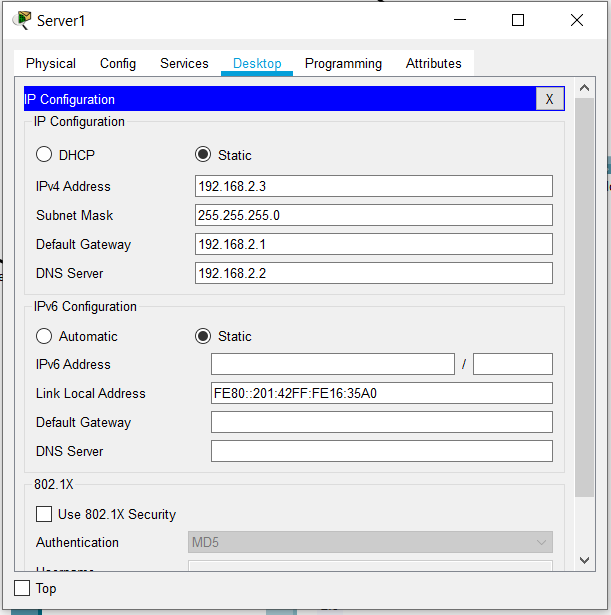 Server1
Physical Config Services Desktop Programming Attributes
IP Configuration X
IP Configuration
DHCP Static
IPv4 Address 192.168.2.3
Subnet Mask 255.255.255.0
Default Gateway 192.168.2.1
DNS Server 192.168.2.2
IPv6 Configuration
Automatic Static
IPv6 Address /
Link Local Address FE80::201:42FF:FE16:35A0
Default Gateway
DNS Server
802.1X
Use 802.1X Security
Authentication MD5
Username
Top